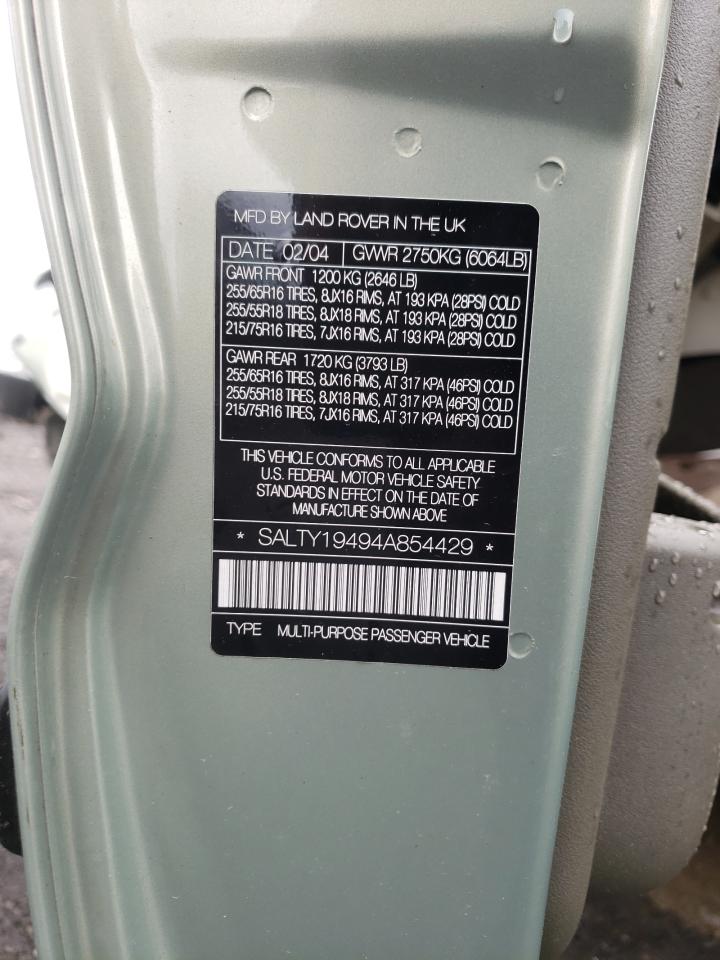 MFD BY LAND ROVER IN THE UK
DATE 02/04 GVWR 2750KG (6064LB)
GAWR FRONT 1200 KG (2646 LB)
255/65R16 TIRES, 8JX16 RIMS, AT 193 KPA (28PSI) COLD
255/55R18 TIRES, 8JX18 RIMS, AT 193 KPA (28PSI) COLD
215/75R16 TIRES, 7JX16 RIMS, AT 193 KPA (28PSI) COLD
GAWR REAR 1720 KG (3793 LB)
255/65R16 TIRES, 8JX16 RIMS, AT 317 KPA (46PSI) COLD
255/55R18 TIRES, 8JX18 RIMS, AT 317 KPA (46PSI) COLD
215/75R16 TIRES, 7JX16 RIMS, AT 317 KPA (46PSI) COLD
THIS VEHICLE CONFORMS TO ALL APPLICABLE
U.S. FEDERAL MOTOR VEHICLE SAFETY
STANDARDS IN EFFECT ON THE DATE OF
MANUFACTURE SHOWN ABOVE
* SALTY19494A854429 *
TYPE MULTI-PURPOSE PASSENGER VEHICLE